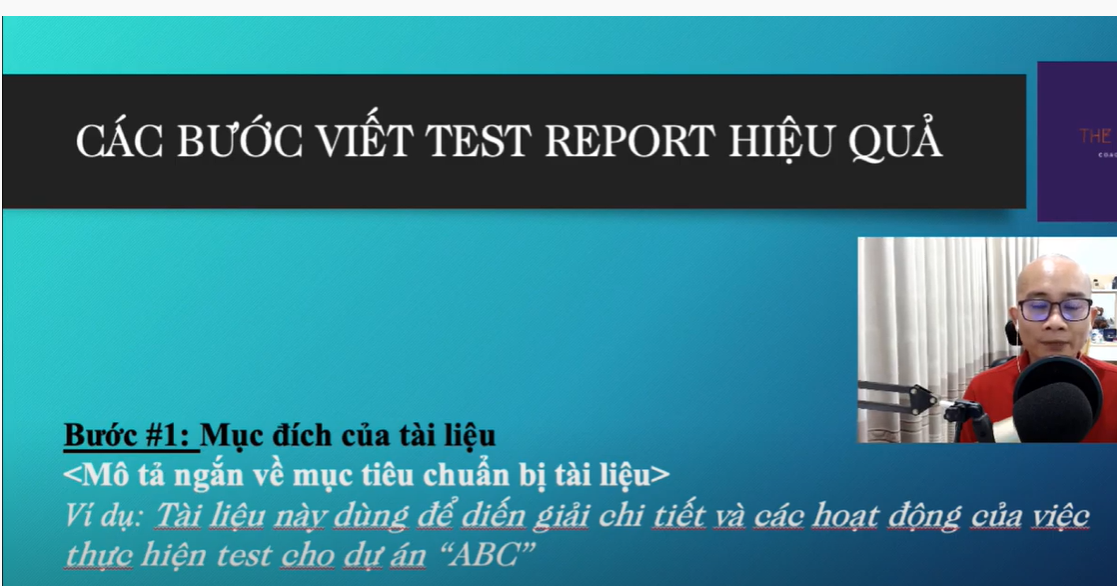 CÁC BƯỚC VIẾT TEST REPORT HIỆU QUẢ
THE
Bước #1: Mục đích của tài liệu
<Mô tả ngắn về mục tiêu chuẩn bị tài liệu>
Ví dụ: Tài liệu này dùng để diến giải chi tiết và các hoạt động của việc
thực hiện test cho dự án “ABC”